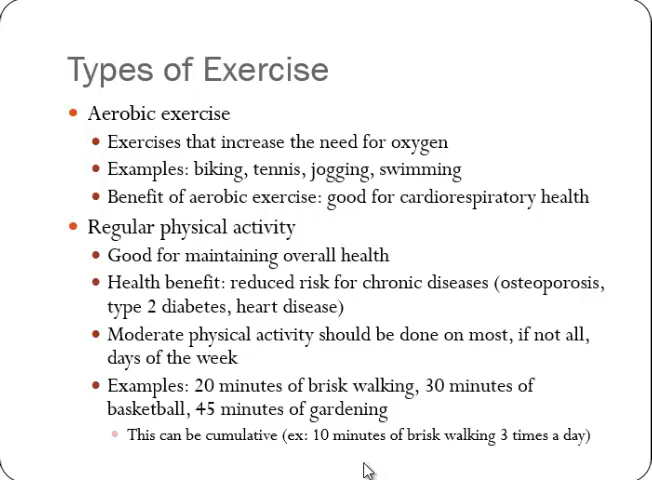 Types of Exercise
Aerobic exercise
Exercises that increase the need for oxygen
Examples: biking, tennis, jogging, swimming
Benefit of aerobic exercise: good for cardiorespiratory health
Regular physical activity
Good for maintaining overall health
Health benefit: reduced risk for chronic diseases (osteoporosis,
type 2 diabetes, heart disease)
Moderate physical activity should be done on most, if not all,
days of the week
Examples: 20 minutes of brisk walking, 30 minutes of
basketball, 45 minutes of gardening
This can be cumulative (ex: 10 minutes of brisk walking 3 times a day)